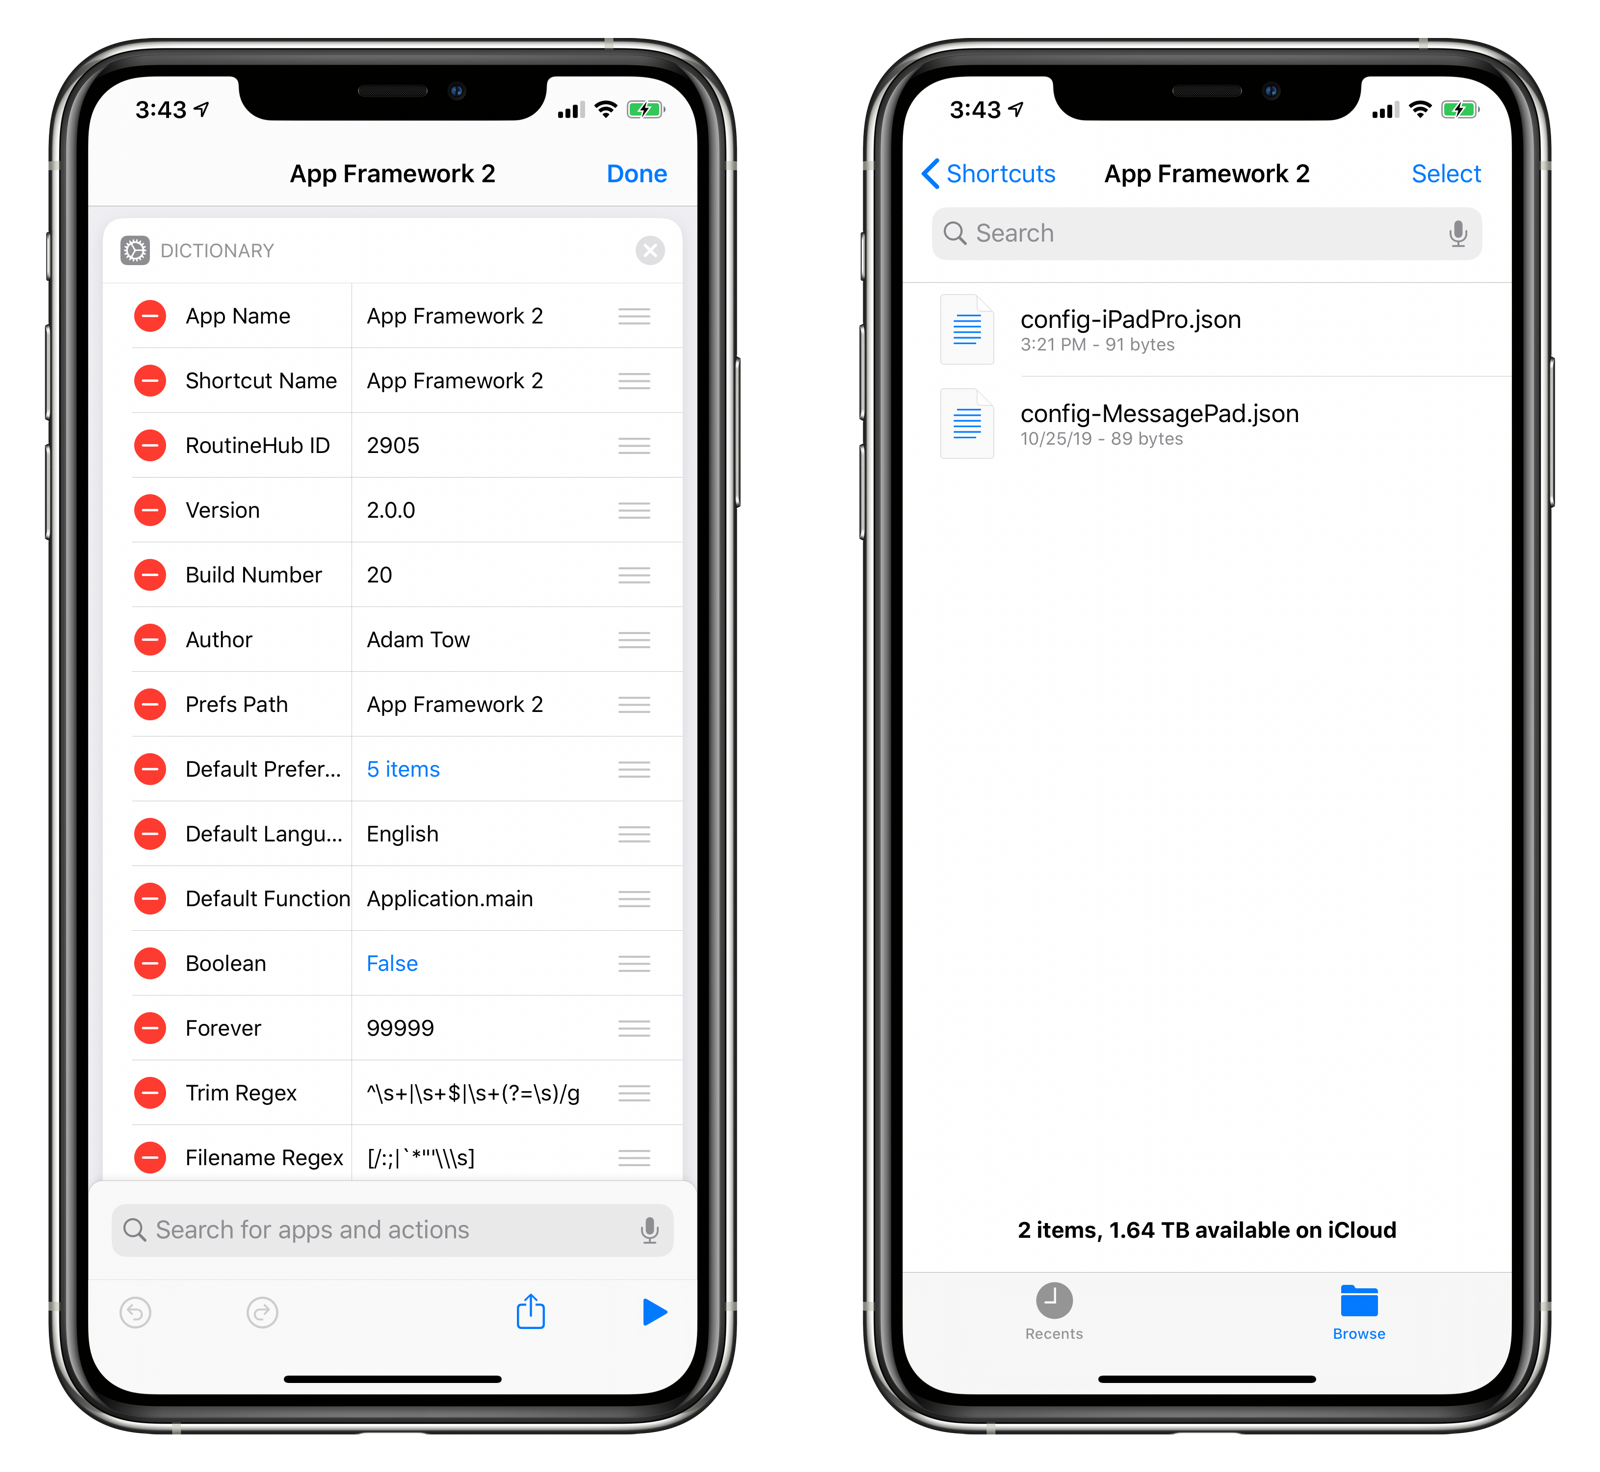 3:43
App Framework 2
Done
DICTIONARY
App Name App Framework 2
Shortcut Name App Framework 2
RoutineHub ID 2905
Version 2.0.0
Build Number 20
Author Adam Tow
Prefs Path App Framework 2
Default Prefer... 5 items
Default Langu... English
Default Function Application.main
Boolean False
Forever 99999
Trim Regex ^\s+|\s+$|\s+(?=\s)/g
Filename Regex [/:;|`*"'\\\s]
Search for apps and actions
3:43
Shortcuts
App Framework 2
Select
Search
config-iPadPro.json
3:21 PM - 91 bytes
config-MessagePad.json
10/25/19 - 89 bytes
2 items, 1.64 TB available on iCloud
Recents
Browse